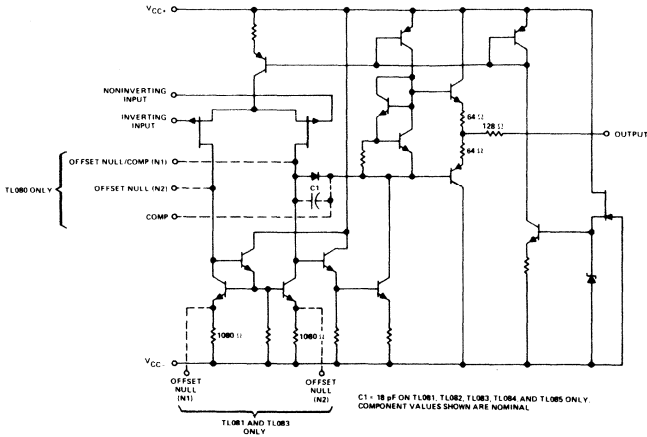 VCC+
NONINVERTING
INPUT
INVERTING
INPUT
OFFSET NULL/COMP (N1)
TL080 ONLY
OFFSET NULL (N2)
COMP
C1
64 Ω
128 Ω
OUTPUT
64 Ω
1080 Ω
1080 Ω
VCC-
OFFSET
NULL
(N1)
OFFSET
NULL
(N2)
TL081 AND TL083
ONLY
C1 = 18 pF ON TL081, TL082, TL083, TL084, AND TL085 ONLY.
COMPONENT VALUES SHOWN ARE NOMINAL